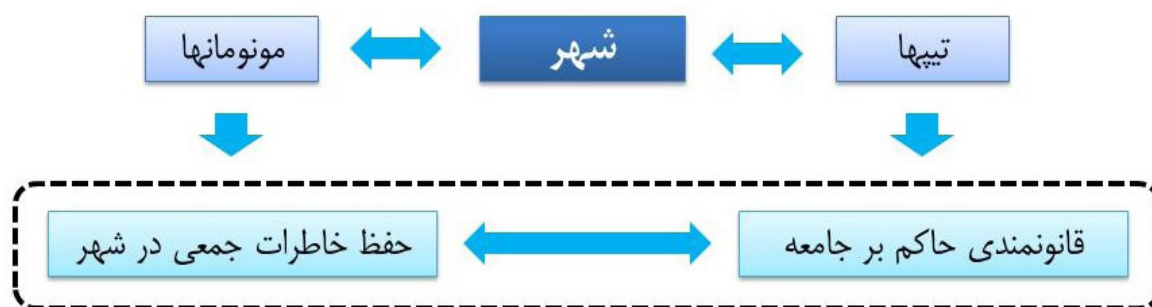 تیپها
شهر
مونومانها
قانونمندی حاکم بر جامعه
حفظ خاطرات جمعی در شهر